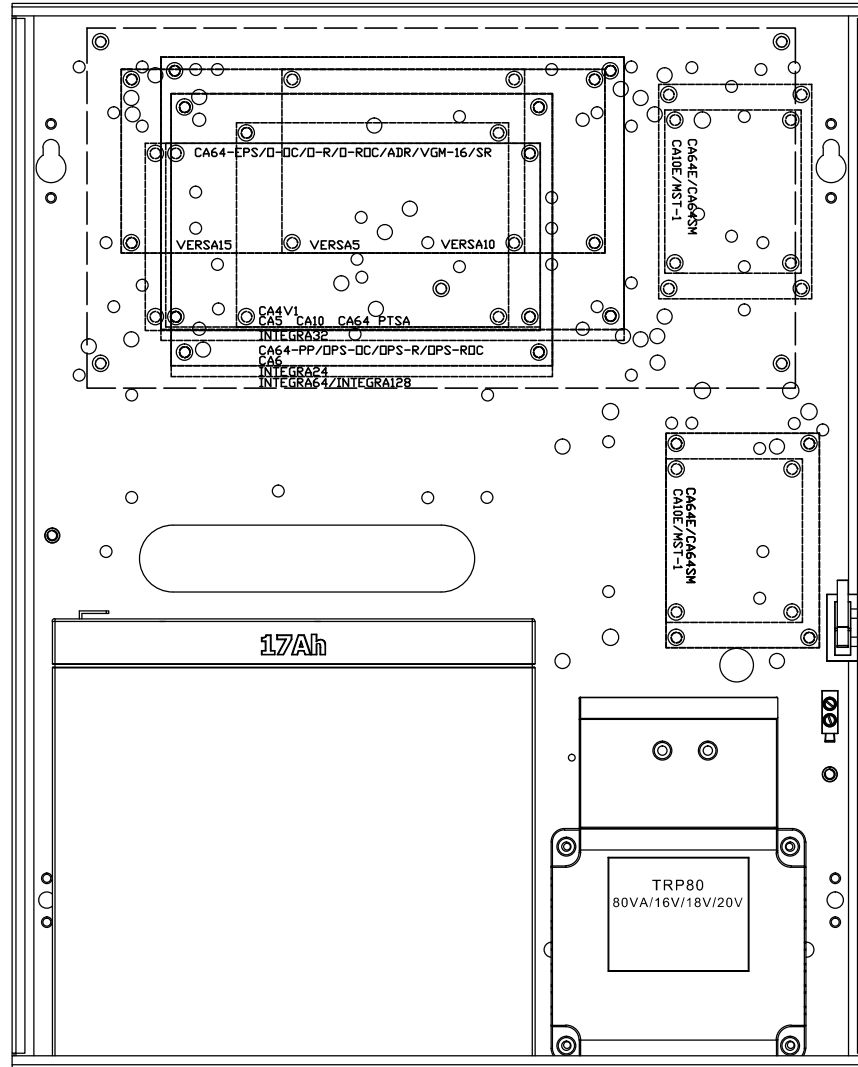 CA64-EPS/O-OC/O-R/O-ROC/ADR/VGM-16/SR
VERSA15 VERSA5 VERSA10
CA4V1
CA5 CA10 CA64 PTSA
INTEGRA32
CA64-PP/OPS-OC/OPS-R/OPS-ROC
CA6
INTEGRA24
INTEGRA64/INTEGRA128
CA64E/CA64SM
CA10E/MST-1
CA64E/CA64SM
CA10E/MST-1
17Ah
TRP80
80VA/16V/18V/20V